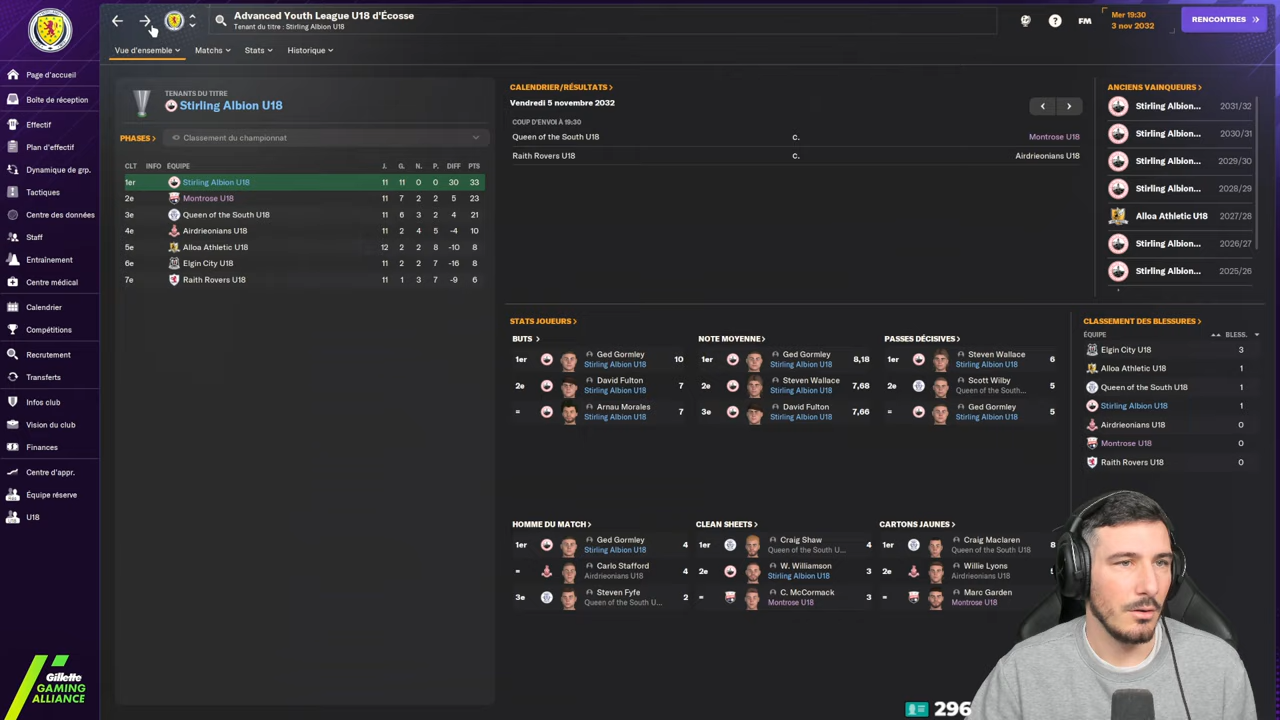 Advanced Youth League U18 d'Écosse
Tenant du titre : Stirling Albion U18
FM
Mer 19:30
3 nov 2032
RENCONTRES
Vue d'ensemble
Matchs
Stats
Historique
Page d'accueil
Boîte de réception
Effectif
Plan d'effectif
Dynamique de grp.
Tactiques
Centre des données
Staff
Entraînement
Centre médical
Calendrier
Compétitions
Recrutement
Transferts
Infos club
Vision du club
Finances
Centre d'appr.
Équipe réserve
U18
Gillette
GAMING
ALLIANCE
TENANTS DU TITRE
Stirling Albion U18
PHASES >
Classement du championnat
CLT INFO ÉQUIPE J. G. N. P. DIFF PTS
1er Stirling Albion U18 11 11 0 0 30 33
2e Montrose U18 11 7 2 2 5 23
3e Queen of the South U18 11 6 3 2 4 21
4e Airdrieonians U18 11 2 4 5 -4 10
5e Alloa Athletic U18 12 2 2 8 -10 8
6e Elgin City U18 11 2 2 7 -16 8
7e Raith Rovers U18 11 1 3 7 -9 6
CALENDRIER/RÉSULTATS >
Vendredi 5 novembre 2032
COUP D'ENVOI À 19:30
Queen of the South U18 c. Montrose U18
Raith Rovers U18 c. Airdrieonians U18
ANCIENS VAINQUEURS >
Stirling Albion... 2031/32
Stirling Albion... 2030/31
Stirling Albion... 2029/30
Stirling Albion... 2028/29
Alloa Athletic U18 2027/28
Stirling Albion... 2026/27
Stirling Albion... 2025/26
STATS JOUEURS >
BUTS >
1er Ged Gormley 10
Stirling Albion U18
2e David Fulton 7
Stirling Albion U18
= Arnau Morales 7
Stirling Albion U18
NOTE MOYENNE >
1er Ged Gormley 8,18
Stirling Albion U18
2e Steven Wallace 7,68
Stirling Albion U18
3e David Fulton 7,66
Stirling Albion U18
PASSES DÉCISIVES >
1er Steven Wallace 6
Stirling Albion U18
2e Scott Wilby 5
Queen of the South...
= Ged Gormley 5
Stirling Albion U18
CLASSEMENT DES BLESSURES >
ÉQUIPE BLESS.
Elgin City U18 3
Alloa Athletic U18 1
Queen of the South U18 1
Stirling Albion U18 1
Airdrieonians U18 0
Montrose U18 0
Raith Rovers U18 0
HOMME DU MATCH >
1er Ged Gormley 4
Stirling Albion U18
= Carlo Stafford 4
Airdrieonians U18
3e Steven Fyfe 2
Queen of the South U...
CLEAN SHEETS >
1er Craig Shaw 4
Queen of the South U...
2e W. Williamson 3
Stirling Albion U18
= C. McCormack 3
Montrose U18
CARTONS JAUNES >
1er Craig Maclaren 8
Queen of the South U18
2e Willie Lyons
Airdrieonians U18
= Marc Garden
Montrose U18
296